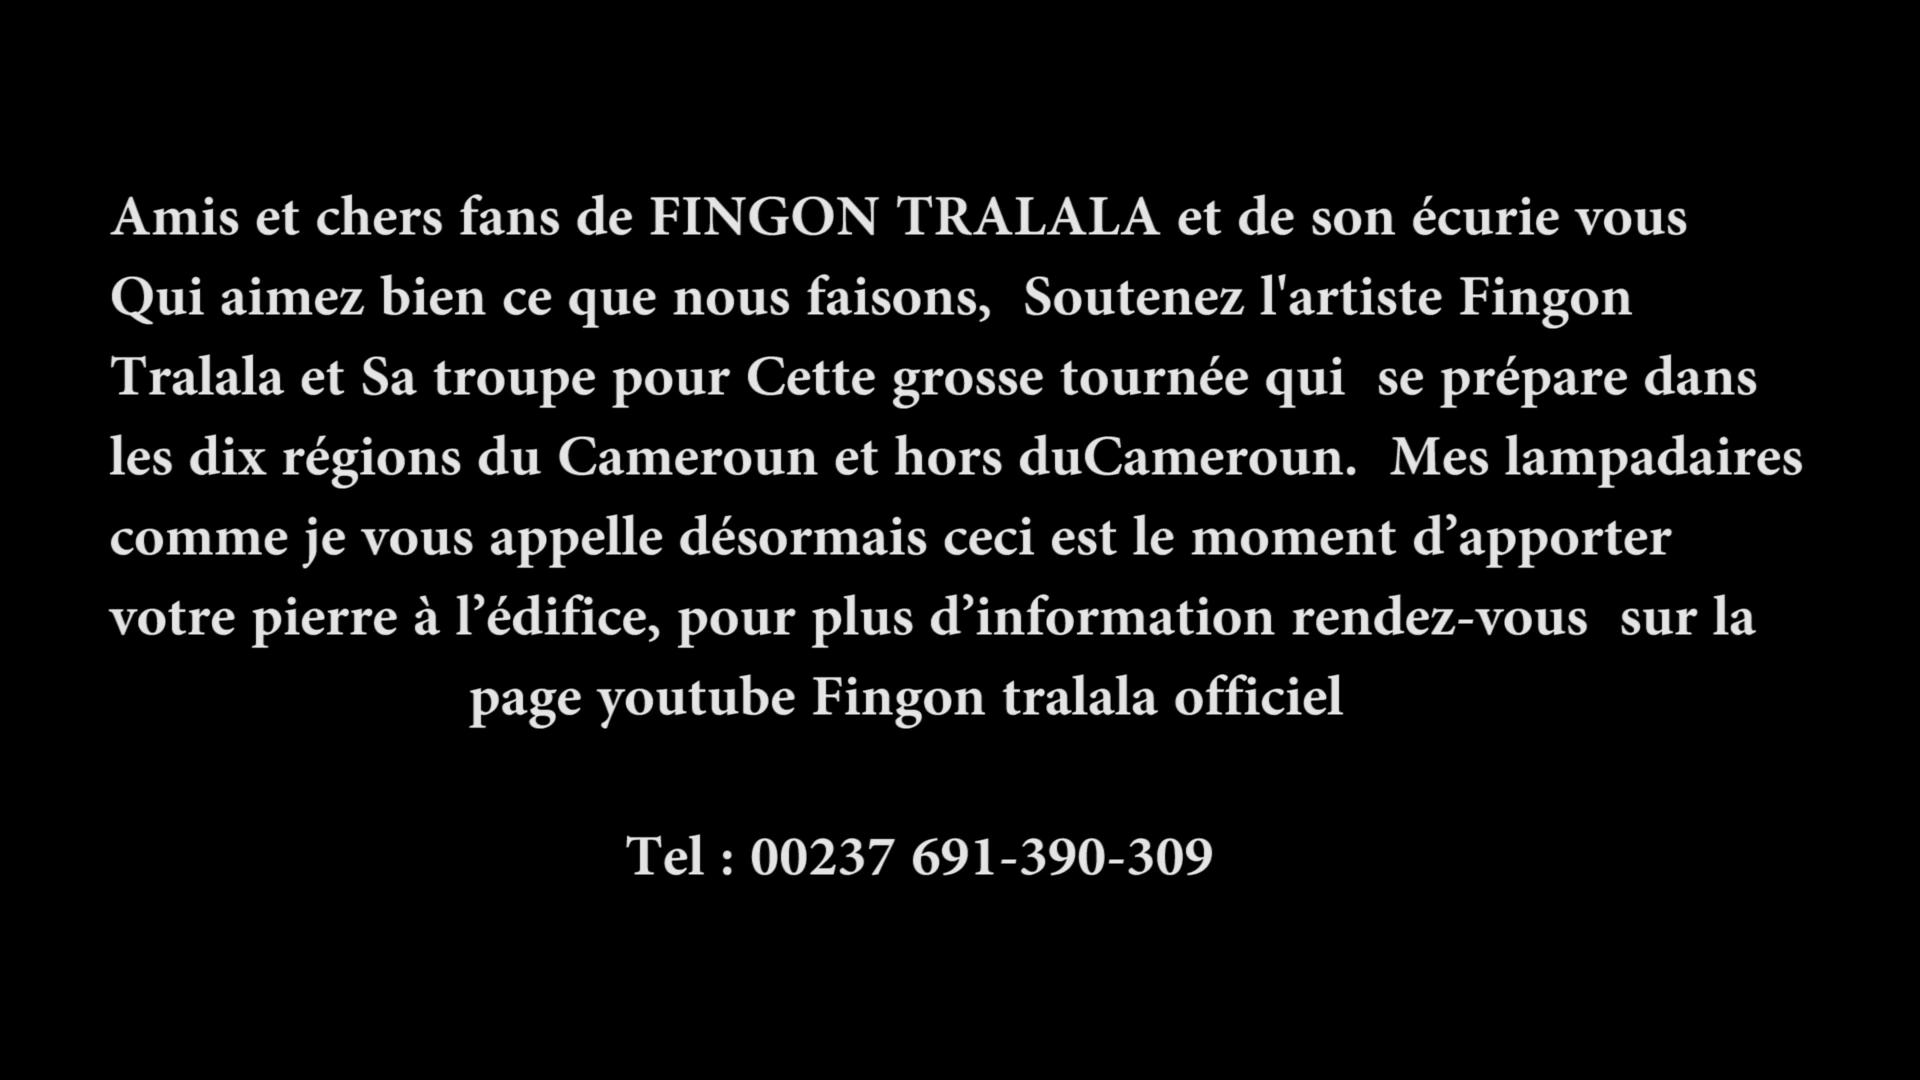 Amis et chers fans de FINGON TRALALA et de son écurie vous
Qui aimez bien ce que nous faisons,  Soutenez l'artiste Fingon
Tralala et Sa troupe pour Cette grosse tournée qui  se prépare dans
les dix régions du Cameroun et hors duCameroun.  Mes lampadaires
comme je vous appelle désormais ceci est le moment d’apporter
votre pierre à l’édifice, pour plus d’information rendez-vous  sur la
page youtube Fingon tralala officiel
Tel : 00237 691-390-309